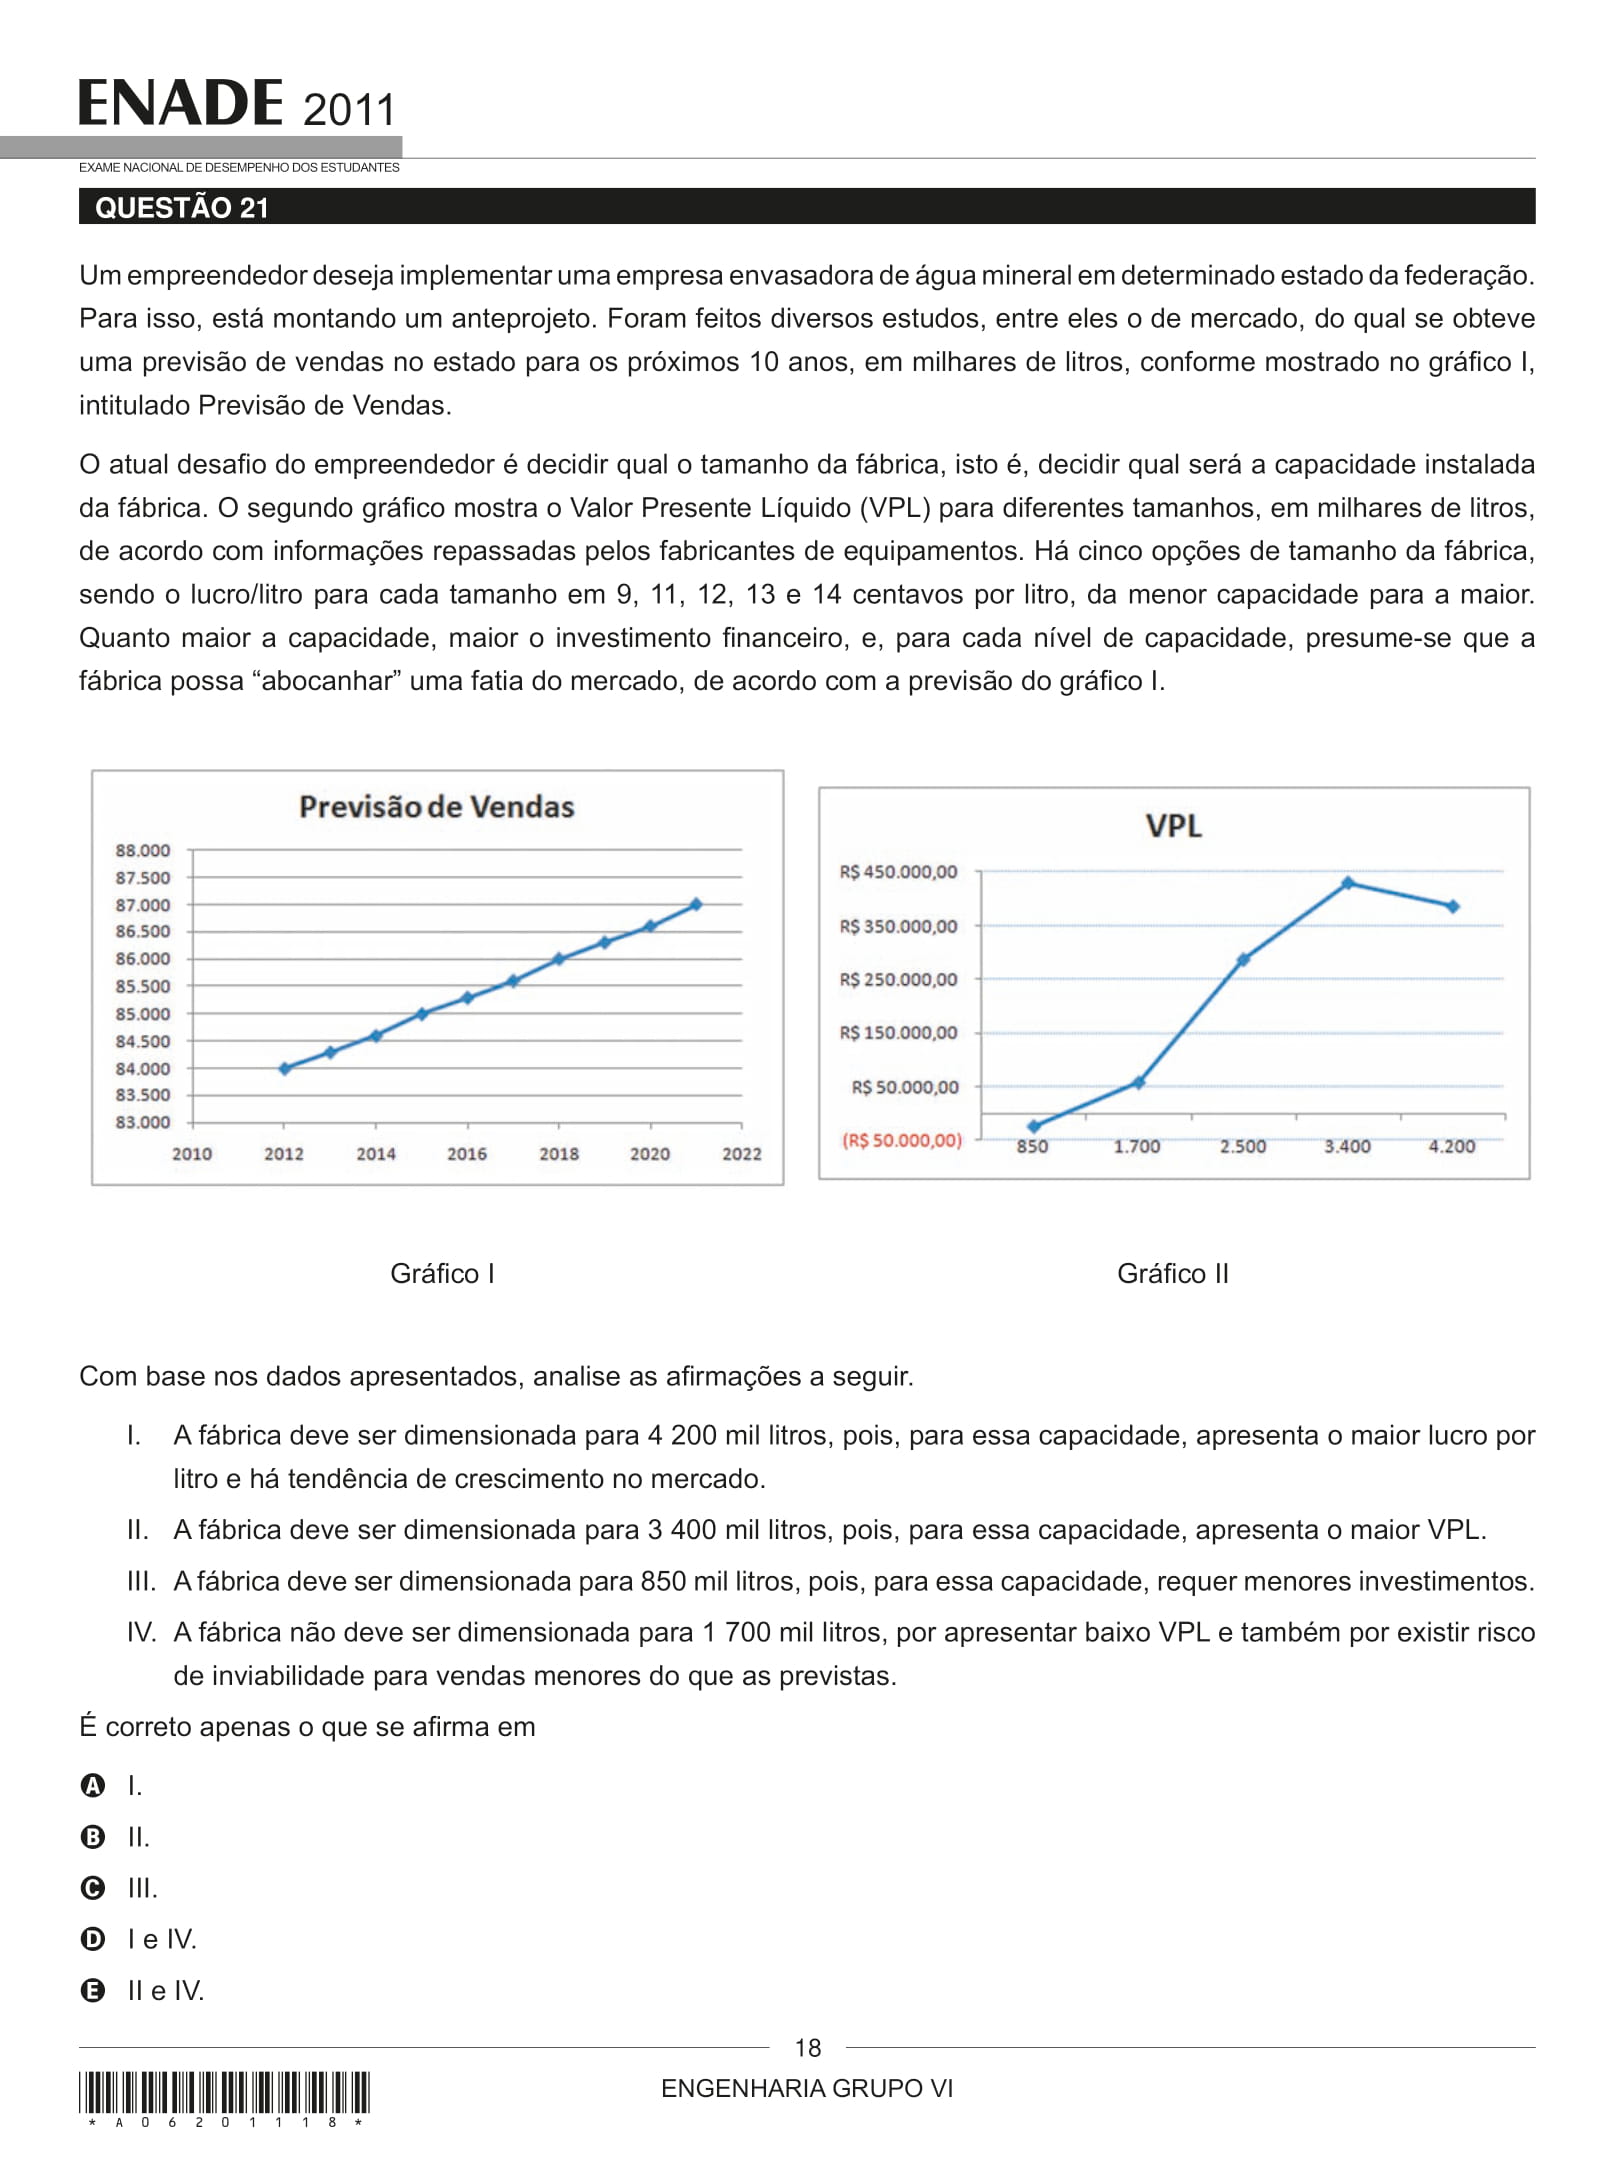 ENADE 2011
EXAME NACIONAL DE DESEMPENHO DOS ESTUDANTES
QUESTÃO 21
Um empreendedor deseja implementar uma empresa envasadora de água mineral em determinado estado da federação.
Para isso, está montando um anteprojeto. Foram feitos diversos estudos, entre eles o de mercado, do qual se obteve
uma previsão de vendas no estado para os próximos 10 anos, em milhares de litros, conforme mostrado no gráfico I,
intitulado Previsão de Vendas.
O atual desafio do empreendedor é decidir qual o tamanho da fábrica, isto é, decidir qual será a capacidade instalada
da fábrica. O segundo gráfico mostra o Valor Presente Líquido (VPL) para diferentes tamanhos, em milhares de litros,
de acordo com informações repassadas pelos fabricantes de equipamentos. Há cinco opções de tamanho da fábrica,
sendo o lucro/litro para cada tamanho em 9, 11, 12, 13 e 14 centavos por litro, da menor capacidade para a maior.
Quanto maior a capacidade, maior o investimento financeiro, e, para cada nível de capacidade, presume-se que a
fábrica possa “abocanhar” uma fatia do mercado, de acordo com a previsão do gráfico I.
Previsão de Vendas
88.000
87.500
87.000
86.500
86.000
85.500
85.000
84.500
84.000
83.500
83.000
2010 2012 2014 2016 2018 2020 2022
VPL
R$ 450.000,00
R$ 350.000,00
R$ 250.000,00
R$ 150.000,00
R$ 50.000,00
(R$ 50.000,00)
850 1.700 2.500 3.400 4.200
Gráfico I
Gráfico II
Com base nos dados apresentados, analise as afirmações a seguir.
I. A fábrica deve ser dimensionada para 4 200 mil litros, pois, para essa capacidade, apresenta o maior lucro por
litro e há tendência de crescimento no mercado.
II. A fábrica deve ser dimensionada para 3 400 mil litros, pois, para essa capacidade, apresenta o maior VPL.
III. A fábrica deve ser dimensionada para 850 mil litros, pois, para essa capacidade, requer menores investimentos.
IV. A fábrica não deve ser dimensionada para 1 700 mil litros, por apresentar baixo VPL e também por existir risco
de inviabilidade para vendas menores do que as previstas.
É correto apenas o que se afirma em
A I.
B II.
C III.
D I e IV.
E II e IV.
18
ENGENHARIA GRUPO VI
* A 0 6 2 0 1 1 1 8 *